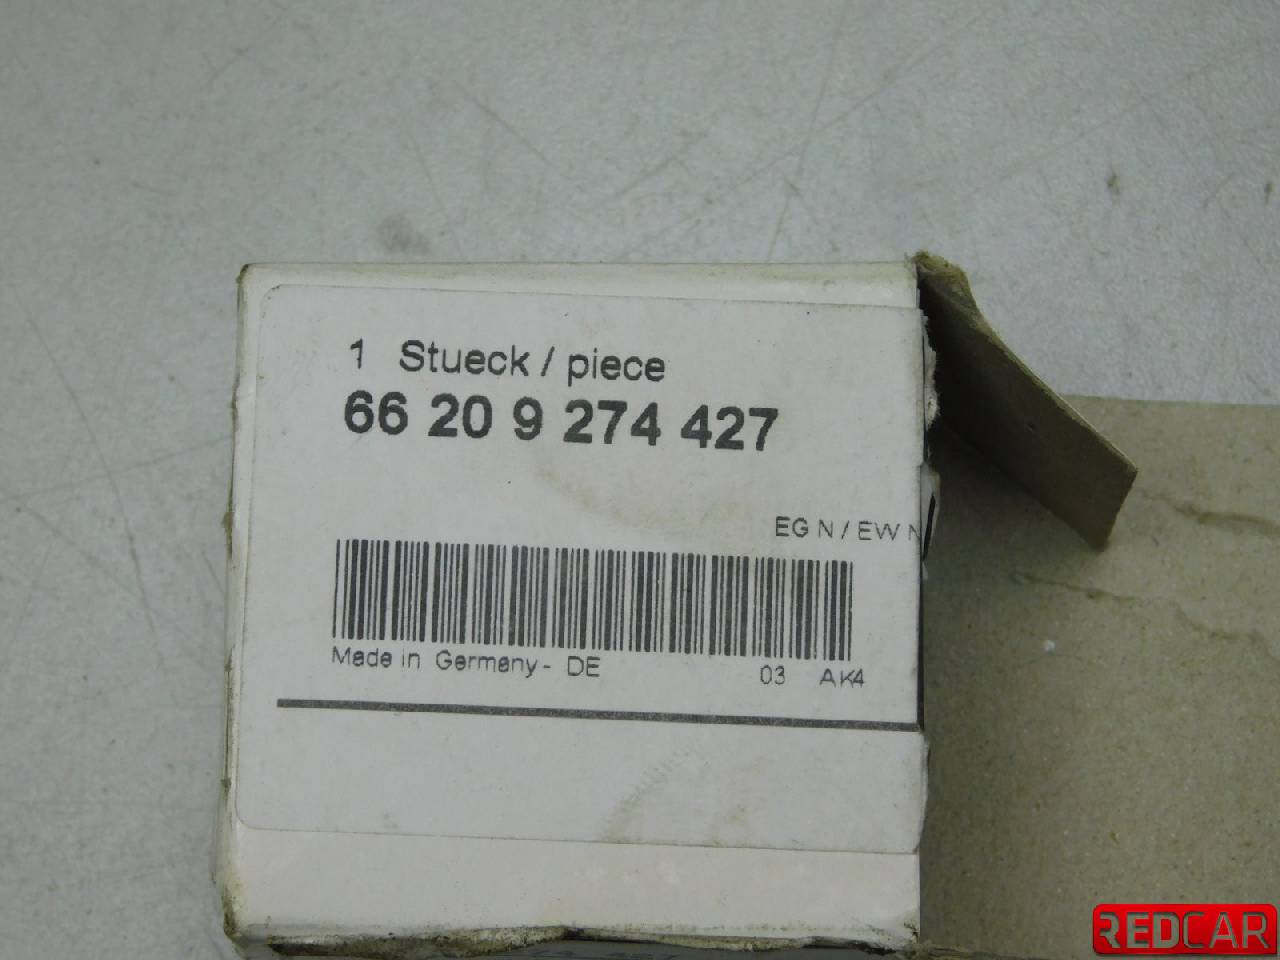 1 Stueck / piece
66 20 9 274 427
EG N / EW N
Made in Germany - DE 03 AK4
REDCAR